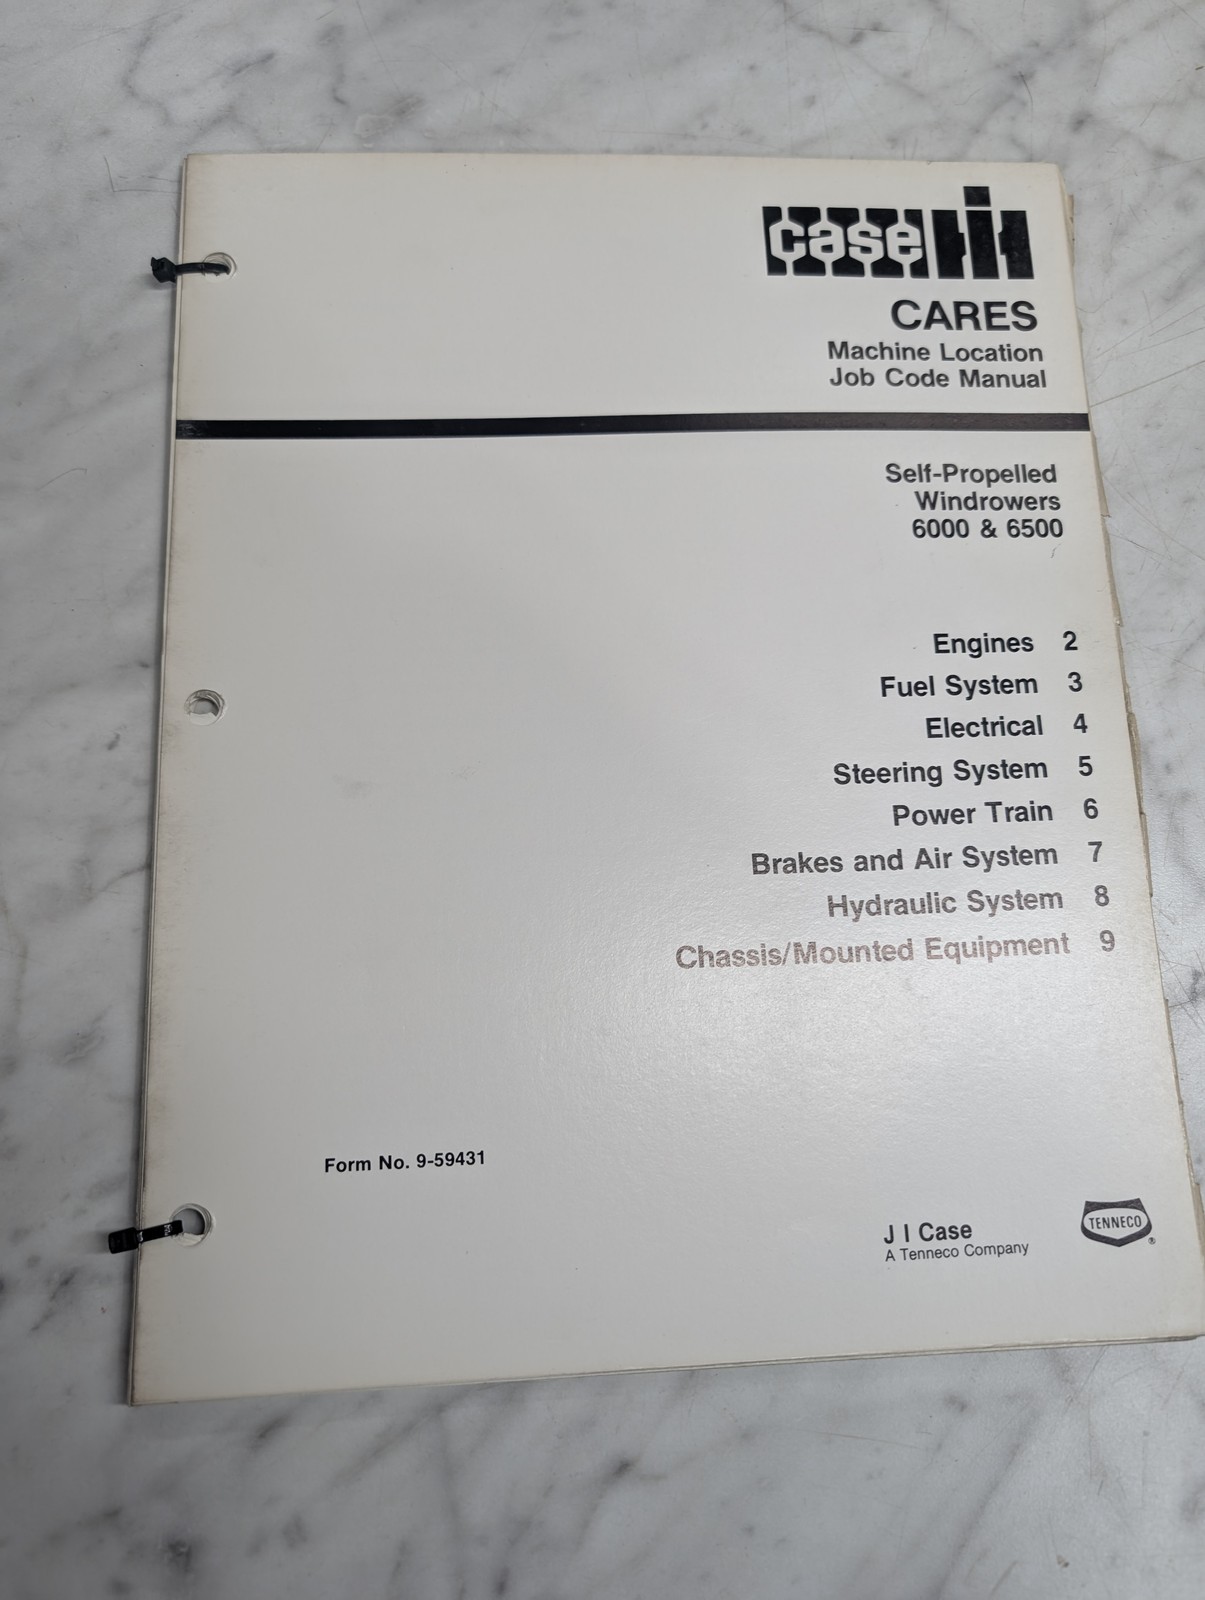 case IH
CARES
Machine Location
Job Code Manual
Self-Propelled
Windrowers
6000 & 6500
Engines 2
Fuel System 3
Electrical 4
Steering System 5
Power Train 6
Brakes and Air System 7
Hydraulic System 8
Chassis/Mounted Equipment 9
Form No. 9-59431
J I Case
A Tenneco Company
TENNECO
®